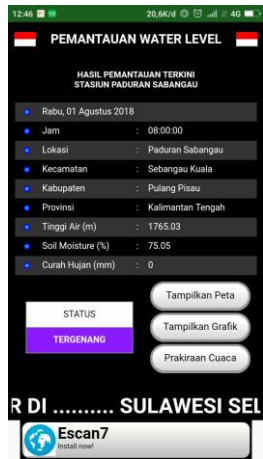 12:46 20,6K/d 4G
PEMANTAUAN WATER LEVEL
HASIL PEMANTAUAN TERKINI
STASIUN PADURAN SABANGAU
Rabu, 01 Agustus 2018
Jam : 08:00:00
Lokasi : Paduran Sabangau
Kecamatan : Sebangau Kuala
Kabupaten : Pulang Pisau
Provinsi : Kalimantan Tengah
Tinggi Air (m) : 1765.03
Soil Moisture (%) : 75.05
Curah Hujan (mm) : 0
STATUS
TERGENANG
Tampilkan Peta
Tampilkan Grafik
Prakiraan Cuaca
R DI .......... SULAWESI SEL
Escan7
Install now!